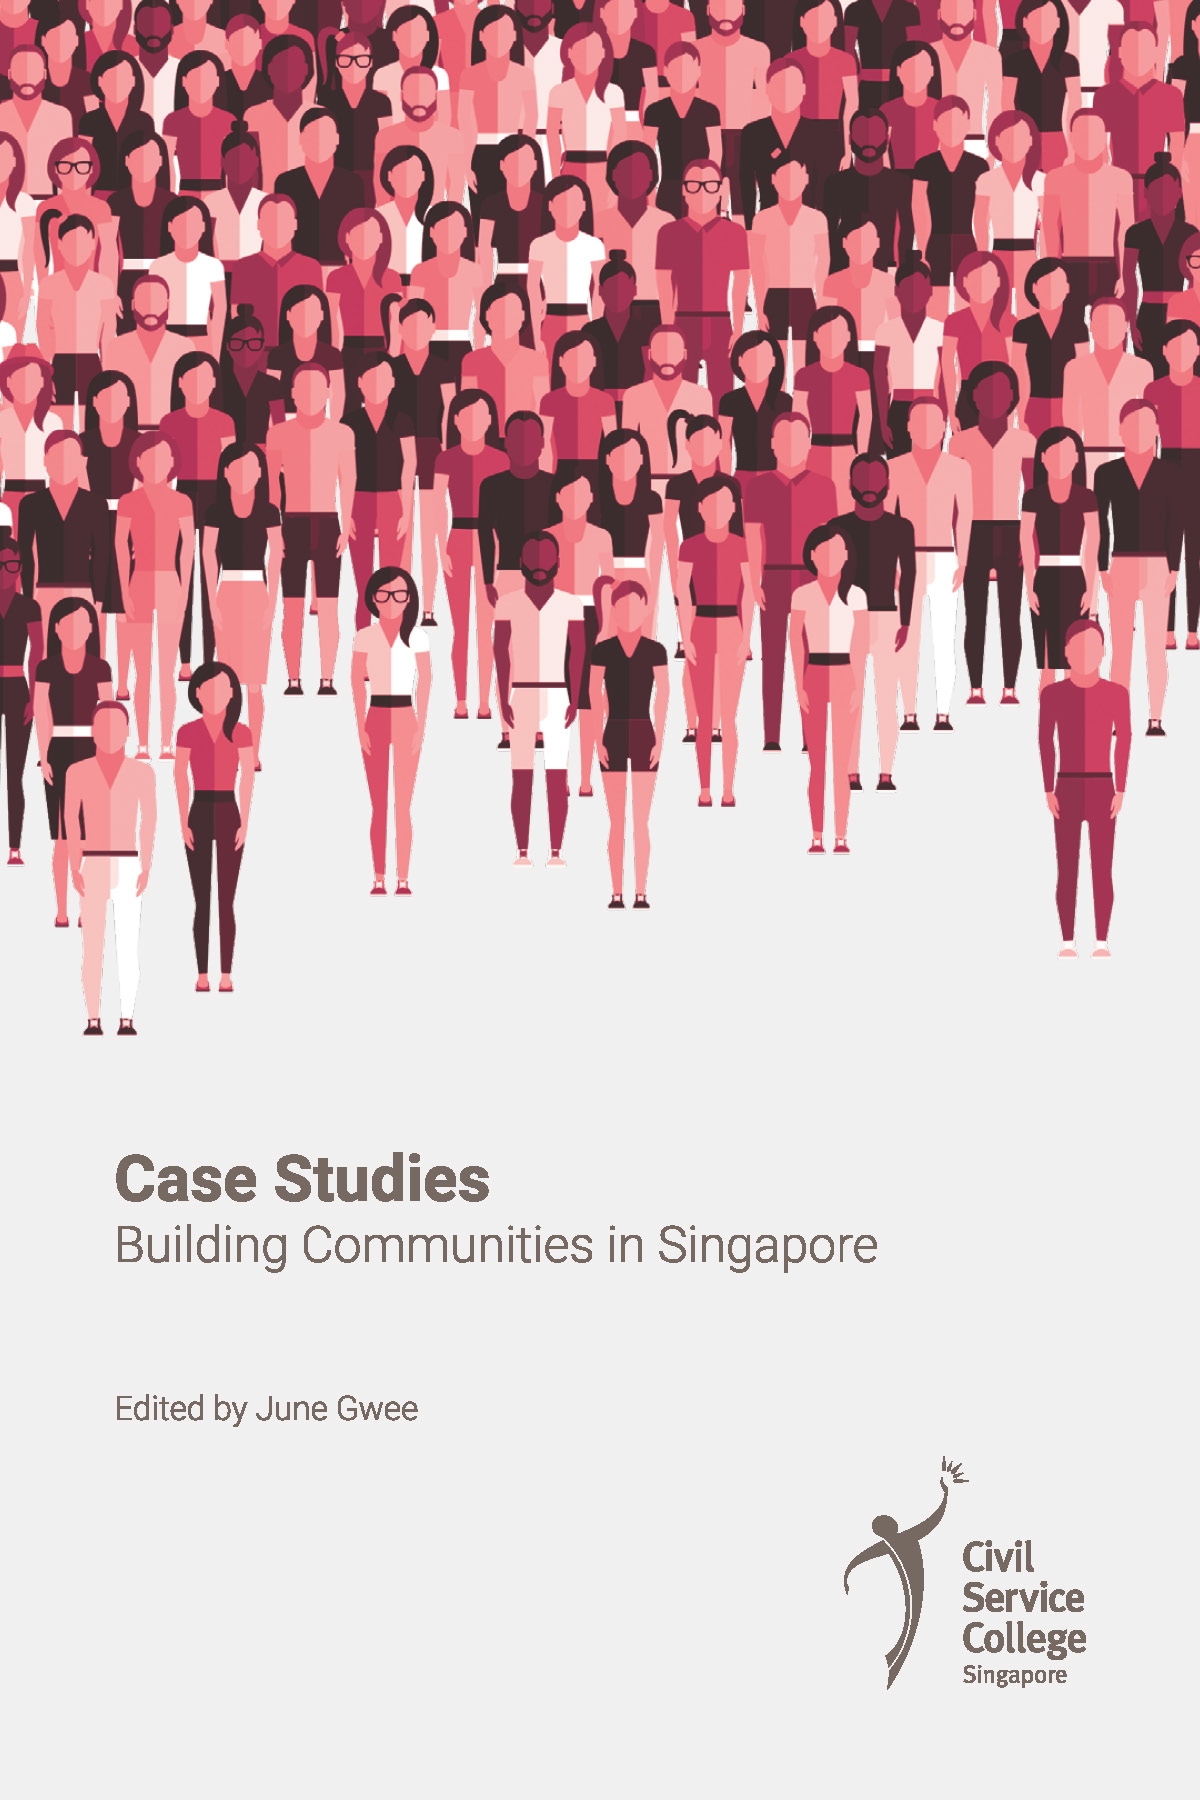 Case Studies
Building Communities in Singapore
Edited by June Gwee
Civil
Service
College
Singapore